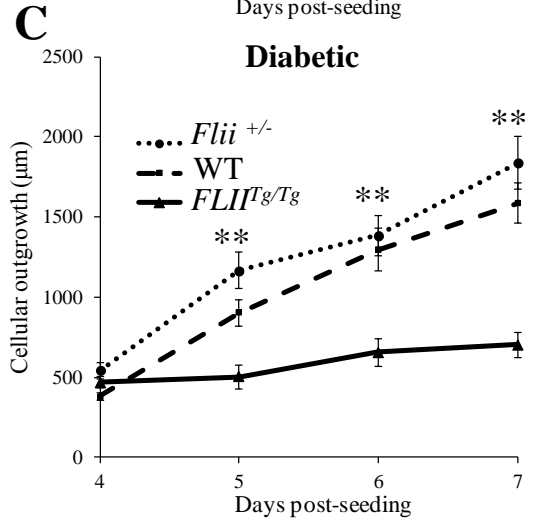 Days post-seeding
C
Diabetic
2500
2000
1500
1000
500
0
Cellular outgrowth (μm)
Flii +/-
WT
FLIITg/Tg
**
**
**
4 5 6 7
Days post-seeding